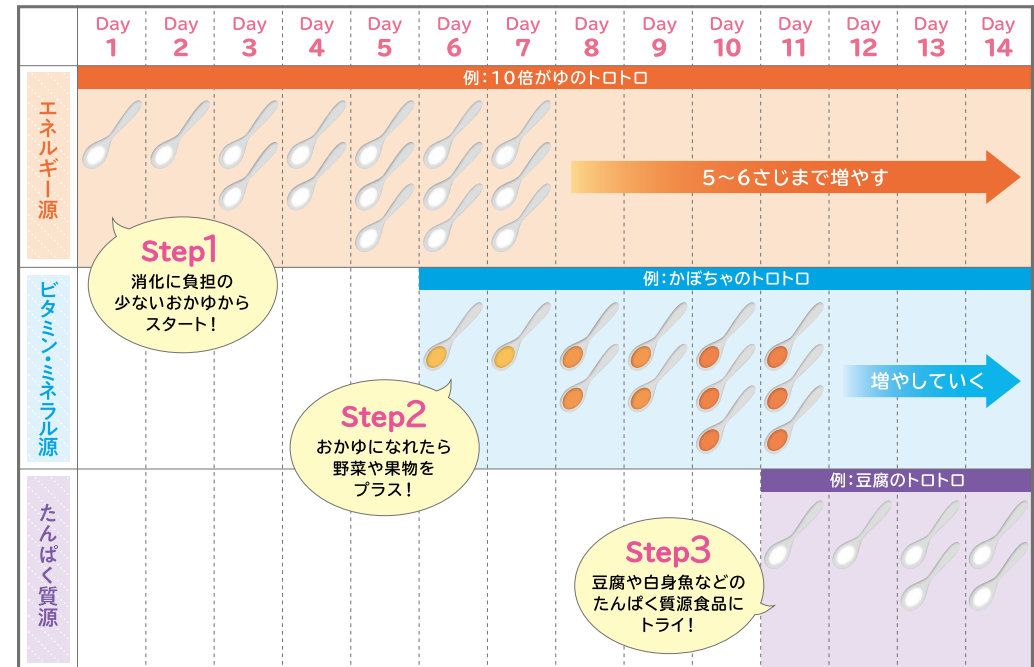 Day 1
Day 2
Day 3
Day 4
Day 5
Day 6
Day 7
Day 8
Day 9
Day 10
Day 11
Day 12
Day 13
Day 14
エネルギー源
例：10倍がゆのトロトロ
5〜6さじまで増やす
Step1
消化に負担の
少ないおかゆから
スタート！
ビタミン・ミネラル源
例：かぼちゃのトロトロ
増やしていく
Step2
おかゆになれたら
野菜や果物を
プラス！
たんぱく質源
例：豆腐のトロトロ
Step3
豆腐や白身魚などの
たんぱく質源食品に
トライ！